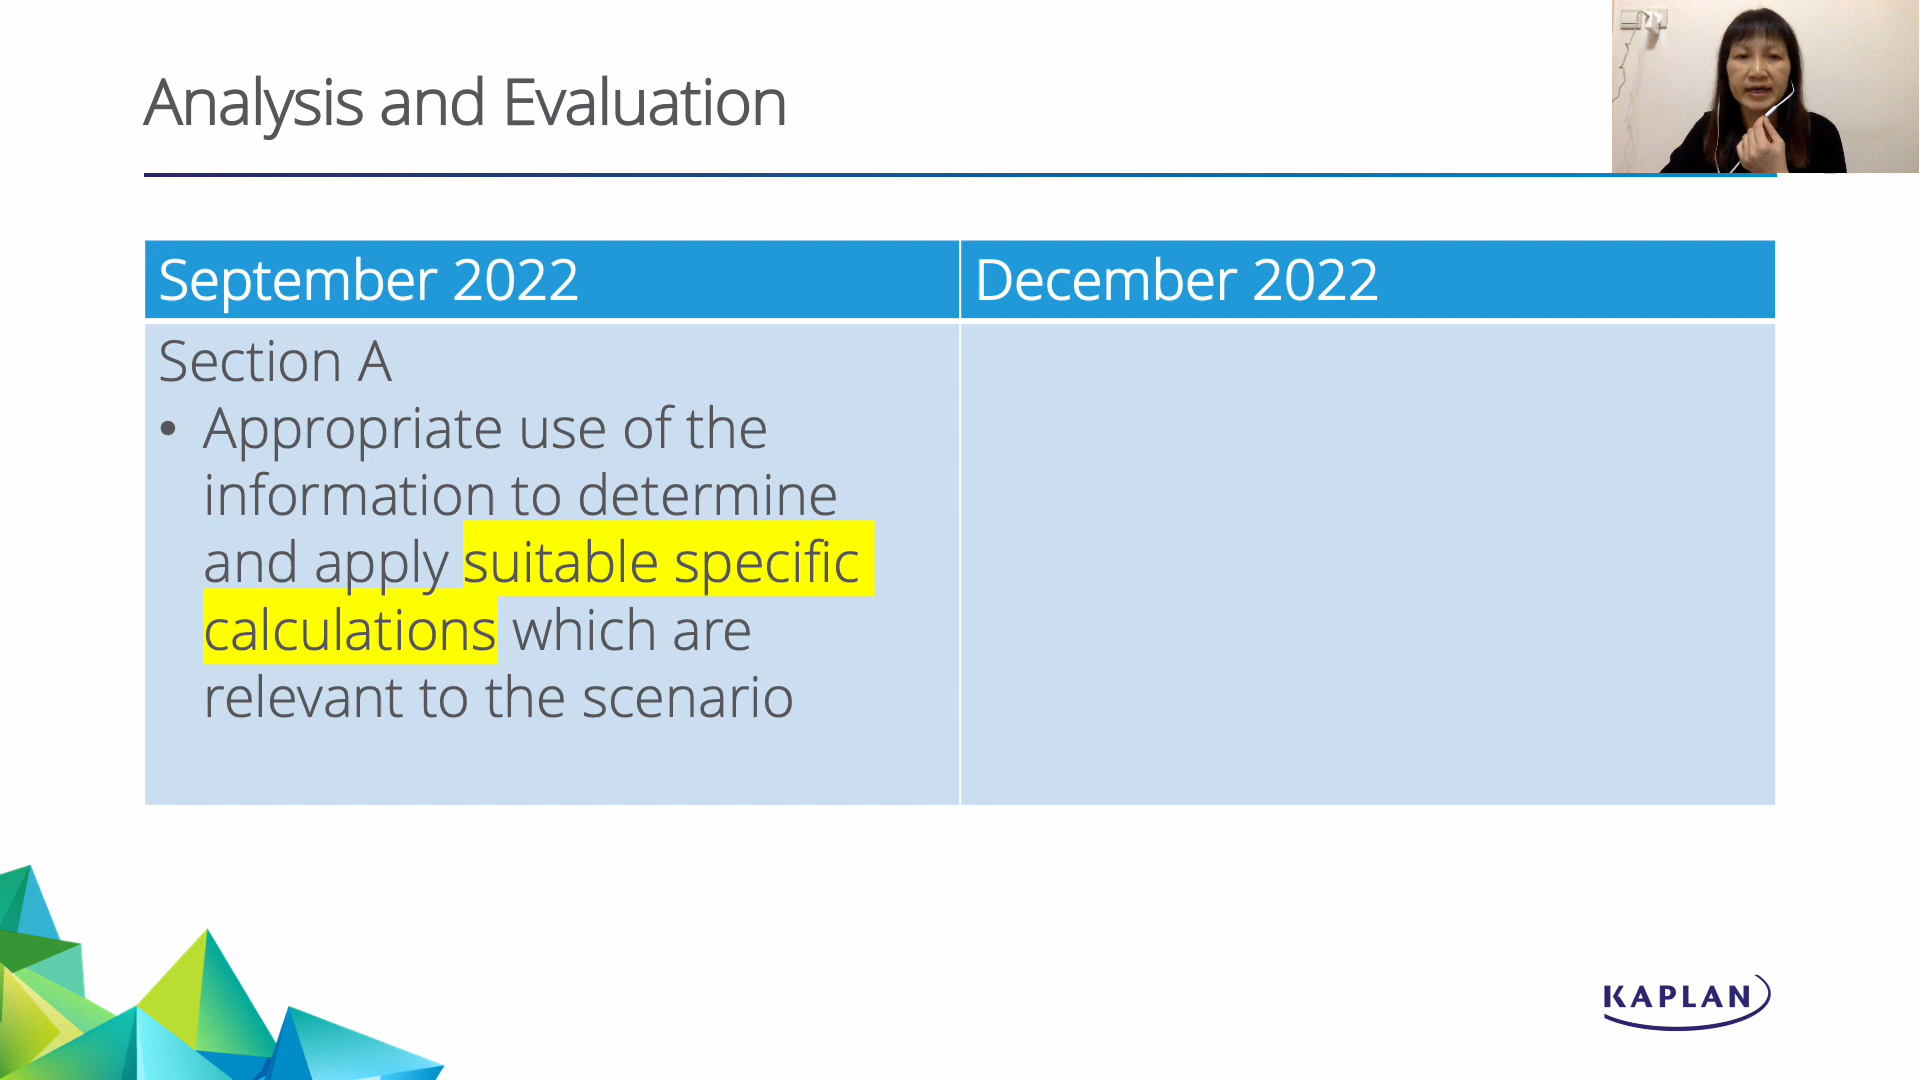 Analysis and Evaluation
September 2022
December 2022
Section A
• Appropriate use of the
information to determine
and apply suitable specific
calculations which are
relevant to the scenario
KAPLAN